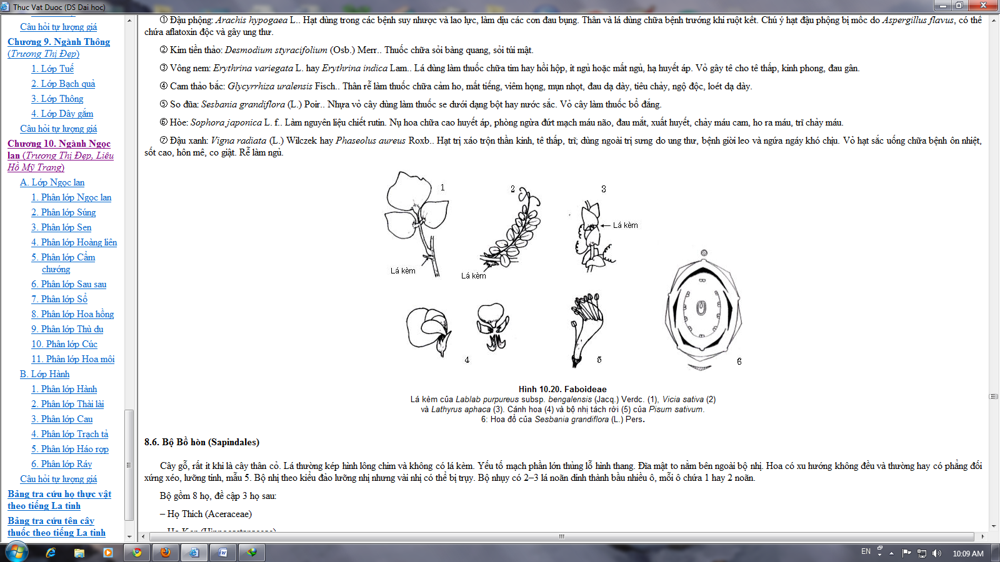 Thuc Vat Duoc (DS Dai hoc)
Câu hỏi tự lượng giá
Chương 9. Ngành Thông
(Trương Thị Đẹp)
1. Lớp Tuế
2. Lớp Bạch quả
3. Lớp Thông
4. Lớp Dây gắm
Câu hỏi tự lượng giá
Chương 10. Ngành Ngọc
lan (Trương Thị Đẹp, Liêu
Hồ Mỹ Trang)
A. Lớp Ngọc lan
1. Phân lớp Ngọc lan
2. Phân lớp Súng
3. Phân lớp Sen
4. Phân lớp Hoàng liên
5. Phân lớp Cẩm
chướng
6. Phân lớp Sau sau
7. Phân lớp Sổ
8. Phân lớp Hoa hồng
9. Phân lớp Thù du
10. Phân lớp Cúc
11. Phân lớp Hoa môi
B. Lớp Hành
1. Phân lớp Hành
2. Phân lớp Thài lài
3. Phân lớp Cau
4. Phân lớp Trạch tả
5. Phân lớp Háo rợp
6. Phân lớp Ráy
Câu hỏi tự lượng giá
Bảng tra cứu họ thực vật
theo tiếng La tinh
Bảng tra cứu tên cây
thuốc theo tiếng La tinh
① Đậu phộng: Arachis hypogaea L.. Hạt dùng trong các bệnh suy nhược và lao lực, làm dịu các cơn đau bụng. Thân và lá dùng chữa bệnh trướng khí ruột kết. Chú ý hạt đậu phộng bị mốc do Aspergillus flavus, có thể
chứa aflatoxin độc và gây ung thư.
② Kim tiền thảo: Desmodium styracifolium (Osb.) Merr.. Thuốc chữa sỏi bàng quang, sỏi túi mật.
③ Vông nem: Erythrina variegata L. hay Erythrina indica Lam.. Lá dùng làm thuốc chữa tim hay hồi hộp, ít ngủ hoặc mất ngủ, hạ huyết áp. Vỏ gây tê cho tê thấp, kinh phong, đau gân.
④ Cam thảo bắc: Glycyrrhiza uralensis Fisch.. Thân rễ làm thuốc chữa cảm ho, mất tiếng, viêm họng, mụn nhọt, đau dạ dày, tiêu chảy, ngộ độc, loét dạ dày.
⑤ So đũa: Sesbania grandiflora (L.) Poir.. Nhựa vỏ cây dùng làm thuốc se dưới dạng bột hay nước sắc. Vỏ cây làm thuốc bổ đắng.
⑥ Hòe: Sophora japonica L. f.. Làm nguyên liệu chiết rutin. Nụ hoa chữa cao huyết áp, phòng ngừa đứt mạch máu não, đau mắt, xuất huyết, chảy máu cam, ho ra máu, trĩ chảy máu.
⑦ Đậu xanh: Vigna radiata (L.) Wilczek hay Phaseolus aureus Roxb.. Hạt trị xáo trộn thần kinh, tê thấp, trĩ; dùng ngoài trị sưng do ung thư, bệnh giời leo và ngứa ngáy khó chịu. Vỏ hạt sắc uống chữa bệnh ôn nhiệt,
sốt cao, hôn mê, co giật. Rễ làm ngủ.
1
2
3
Lá kèm
Lá kèm
Lá kèm
4
5
6
Hình 10.20. Faboideae
Lá kèm của Lablab purpureus subsp. bengalensis (Jacq.) Verdc. (1), Vicia sativa (2)
và Lathyrus aphaca (3). Cánh hoa (4) và bộ nhị tách rời (5) của Pisum sativum.
6: Hoa đồ của Sesbania grandiflora (L.) Pers.
8.6. Bộ Bồ hòn (Sapindales)
Cây gỗ, rất ít khi là cây thân cỏ. Lá thường kép hình lông chim và không có lá kèm. Yếu tố mạch phần lớn thủng lỗ hình thang. Đĩa mật to nằm bên ngoài bộ nhị. Hoa có xu hướng không đều và thường hay có phẳng đối
xứng xéo, lưỡng tính, mẫu 5. Bộ nhị theo kiểu đảo lưỡng nhị nhưng vài nhị có thể bị trụy. Bộ nhụy có 2–3 lá noãn dính thành bầu nhiều ô, mỗi ô chứa 1 hay 2 noãn.
Bộ gồm 8 họ, đề cập 3 họ sau:
– Họ Thích (Aceraceae)
EN
10:09 AM